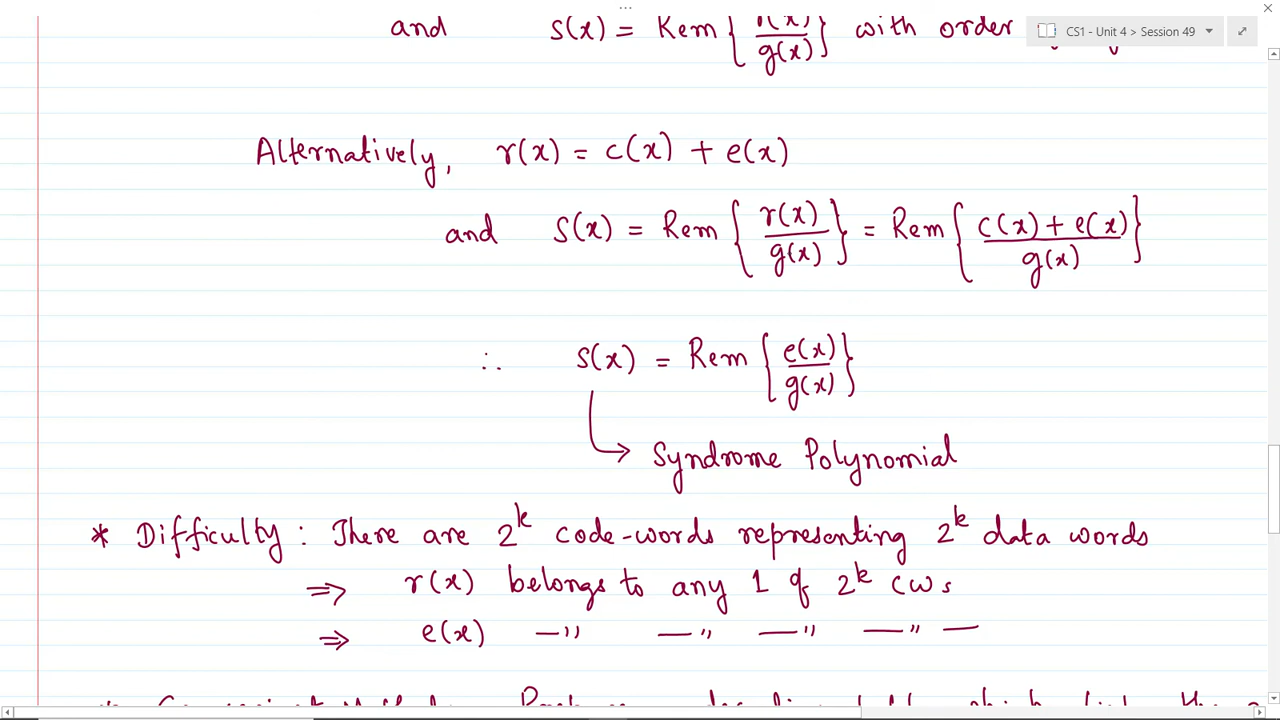 and s(x) = Rem { r(x) / g(x) } with order
CS1 - Unit 4 > Session 49
Alternatively, r(x) = c(x) + e(x)
and s(x) = Rem { r(x) / g(x) } = Rem { c(x) + e(x) / g(x) }
∴ s(x) = Rem { e(x) / g(x) }
Syndrome Polynomial
* Difficulty : There are 2^k code-words representing 2^k data words
⇒ r(x) belongs to any 1 of 2^k cws
⇒ e(x) —〃 —〃 —〃 —〃 —